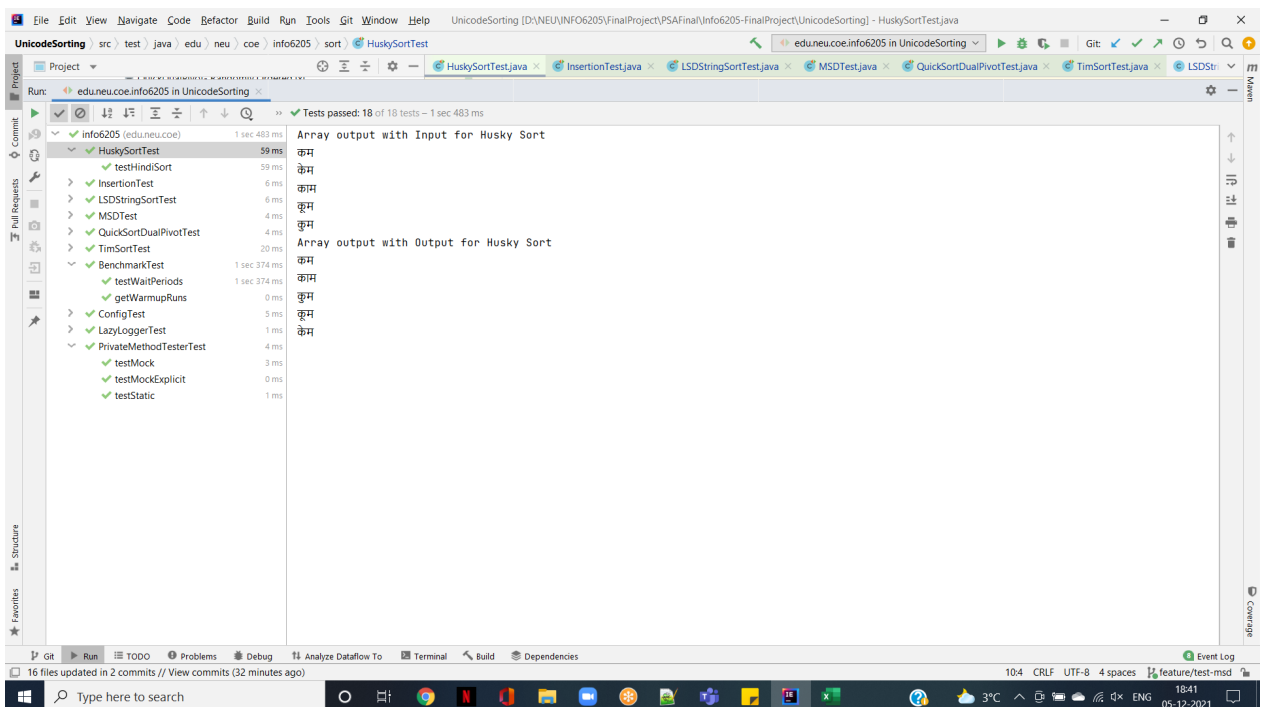 File Edit View Navigate Code Refactor Build Run Tools Git Window Help UnicodeSorting [D:\NEU\INFO6205\FinalProject\PSAFinal\Info6205-FinalProject\UnicodeSorting] - HuskySortTest.java
UnicodeSorting src test java edu neu coe info6205 sort HuskySortTest edu.neu.coe.info6205 in UnicodeSorting Git:
Project HuskySortTest.java InsertionTest.java LSDStringSortTest.java MSDTest.java QuickSortDualPivotTest.java TimSortTest.java LSDStri
Run: edu.neu.coe.info6205 in UnicodeSorting
Tests passed: 18 of 18 tests – 1 sec 483 ms
info6205 (edu.neu.coe) 1 sec 483 ms
HuskySortTest 59 ms
testHindiSort 59 ms
InsertionTest 6 ms
LSDStringSortTest 6 ms
MSDTest 4 ms
QuickSortDualPivotTest 4 ms
TimSortTest 20 ms
BenchmarkTest 1 sec 374 ms
testWaitPeriods 1 sec 374 ms
getWarmupRuns 0 ms
ConfigTest 5 ms
LazyLoggerTest 1 ms
PrivateMethodTesterTest 4 ms
testMock 3 ms
testMockExplicit 0 ms
testStatic 1 ms
Array output with Input for Husky Sort
कम
केम
काम
कूम
कुम
Array output with Output for Husky Sort
कम
काम
कुम
कूम
केम
Project
Commit
Pull Requests
Structure
Favorites
Maven
Coverage
Git Run TODO Problems Debug Analyze Dataflow To Terminal Build Dependencies 8 Event Log
16 files updated in 2 commits // View commits (32 minutes ago) 10:4 CRLF UTF-8 4 spaces feature/test-msd
Type here to search 3°C ENG 18:41
05-12-2021